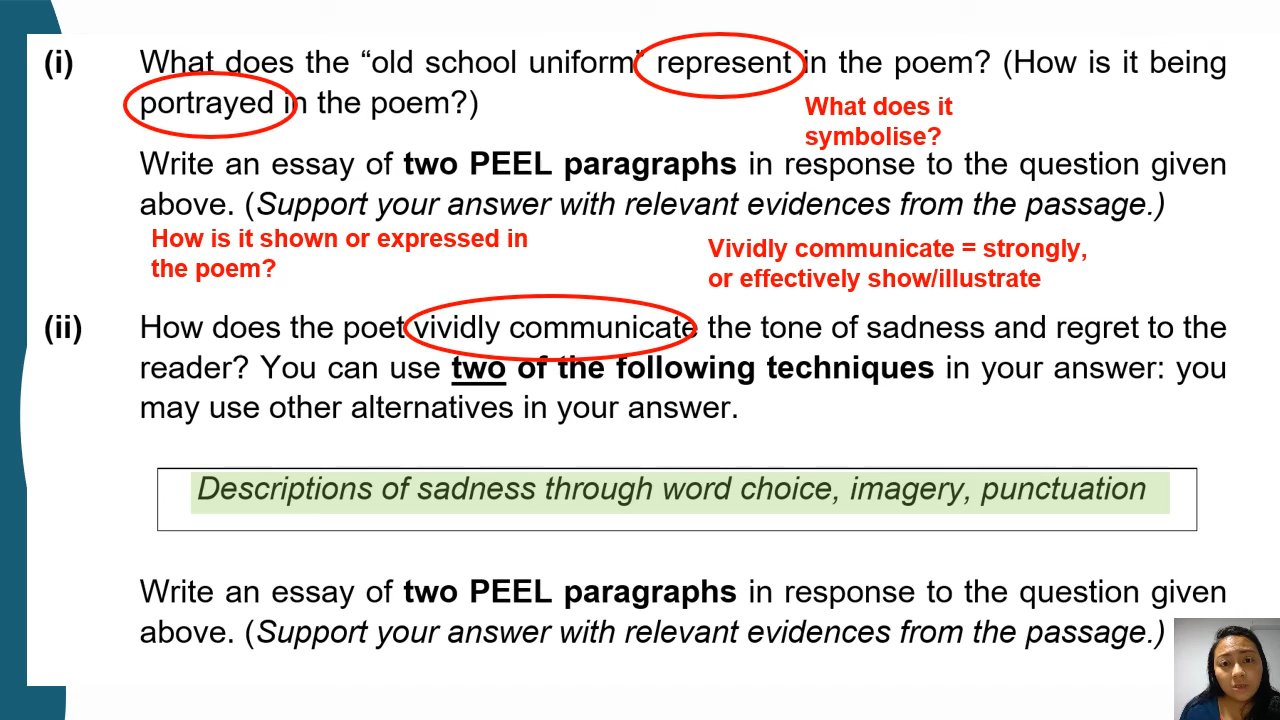 (i) What does the “old school uniform” represent in the poem? (How is it being
portrayed in the poem?)
What does it
symbolise?
Write an essay of two PEEL paragraphs in response to the question given
above. (Support your answer with relevant evidences from the passage.)
How is it shown or expressed in
the poem?
Vividly communicate = strongly,
or effectively show/illustrate
(ii) How does the poet vividly communicate the tone of sadness and regret to the
reader? You can use two of the following techniques in your answer: you
may use other alternatives in your answer.
Descriptions of sadness through word choice, imagery, punctuation
Write an essay of two PEEL paragraphs in response to the question given
above. (Support your answer with relevant evidences from the passage.)